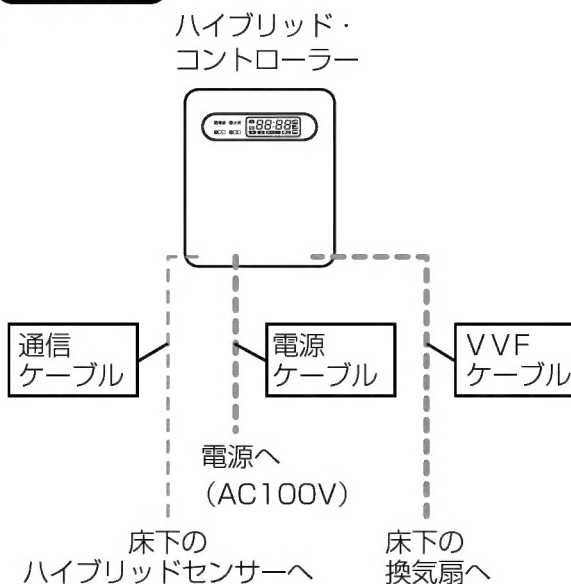 ハイブリッド・
コントローラー
88:88
通信
ケーブル
電源
ケーブル
VVF
ケーブル
電源へ
（AC100V）
床下の
ハイブリッドセンサーへ
床下の
換気扇へ